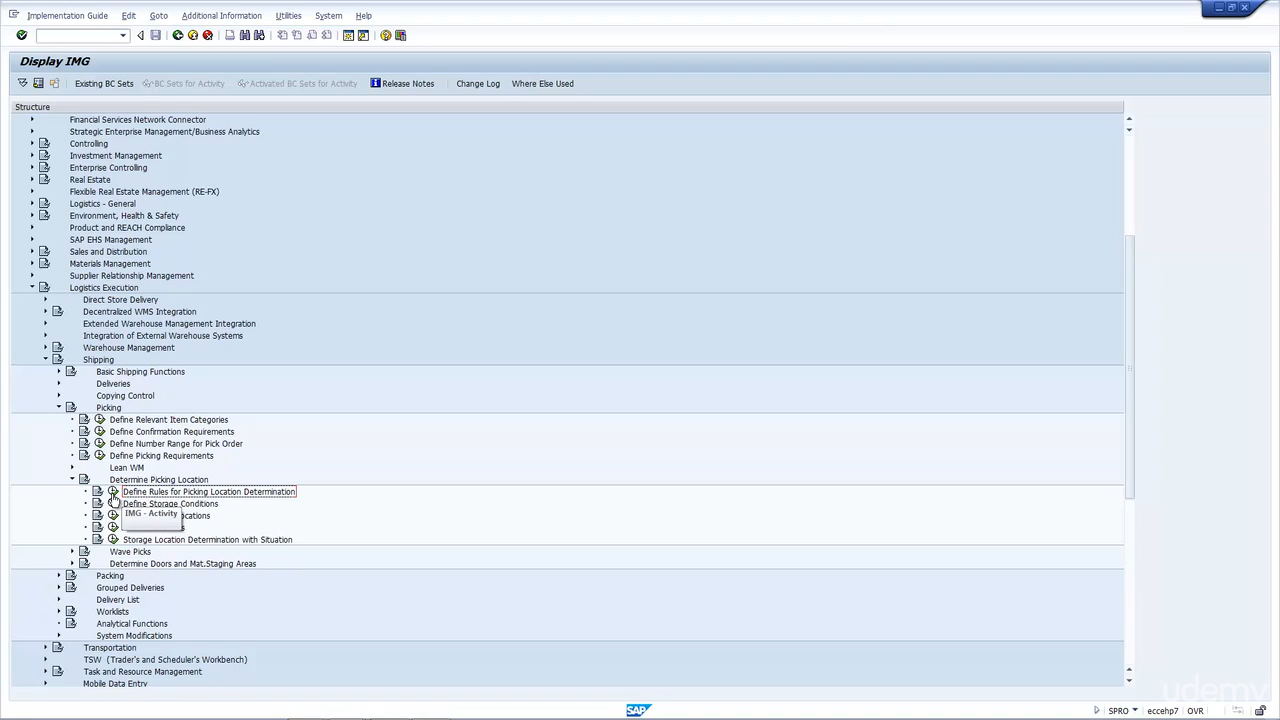 Implementation Guide Edit Goto Additional Information Utilities System Help
Display IMG
Existing BC Sets BC Sets for Activity Activated BC Sets for Activity Release Notes Change Log Where Else Used
Structure
Financial Services Network Connector
Strategic Enterprise Management/Business Analytics
Controlling
Investment Management
Enterprise Controlling
Real Estate
Flexible Real Estate Management (RE-FX)
Logistics - General
Environment, Health & Safety
Product and REACH Compliance
SAP EHS Management
Sales and Distribution
Materials Management
Supplier Relationship Management
Logistics Execution
Direct Store Delivery
Decentralized WMS Integration
Extended Warehouse Management Integration
Integration of External Warehouse Systems
Warehouse Management
Shipping
Basic Shipping Functions
Deliveries
Copying Control
Picking
Define Relevant Item Categories
Define Confirmation Requirements
Define Number Range for Pick Order
Define Picking Requirements
Lean WM
Determine Picking Location
Define Rules for Picking Location Determination
Define Storage Conditions
IMG - Activity
Storage Location Determination with Situation
Wave Picks
Determine Doors and Mat.Staging Areas
Packing
Grouped Deliveries
Delivery List
Worklists
Analytical Functions
System Modifications
Transportation
TSW (Trader's and Scheduler's Workbench)
Task and Resource Management
Mobile Data Entry
udemy
SAP SPRO eccehp7 OVR